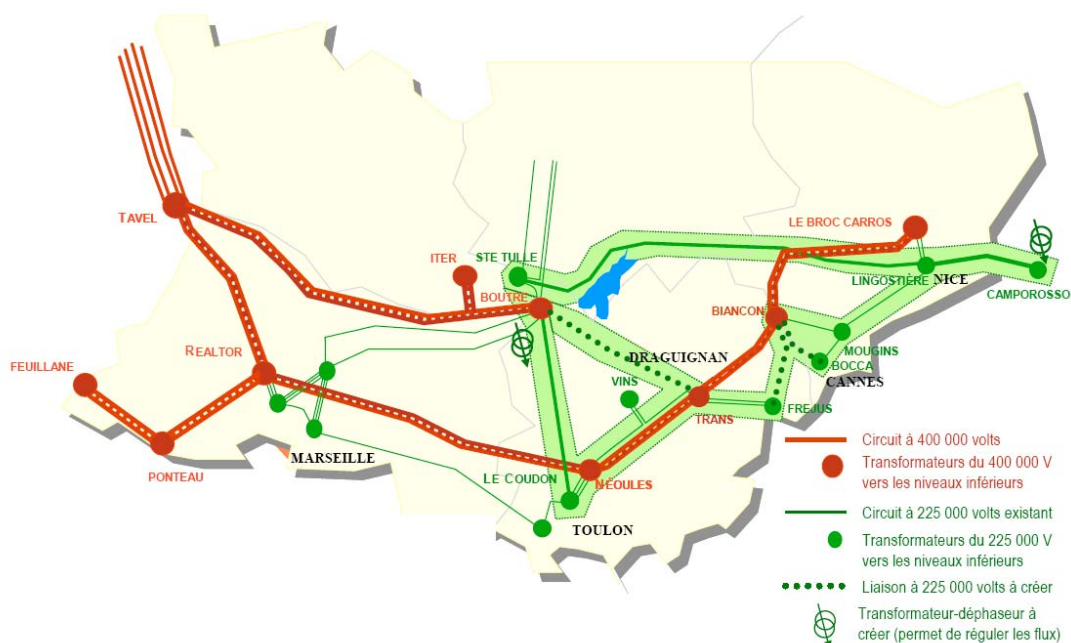 TAVEL
ITER
STE TULLE
LE BROC CARROS
BOUTRE
LINGOSTIÈRE
NICE
CAMPOROSSO
BIANCON
REALTOR
DRAGUIGNAN
MOUGINS
BOCCA
FEUILLANE
VINS
CANNES
TRANS
FREJUS
PONTEAU
MARSEILLE
LE COUDON
NÉOULES
TOULON
Circuit à 400 000 volts
Transformateurs du 400 000 V
vers les niveaux inférieurs
Circuit à 225 000 volts existant
Transformateurs du 225 000 V
vers les niveaux inférieurs
Liaison à 225 000 volts à créer
Transformateur-déphaseur à
créer (permet de réguler les flux)